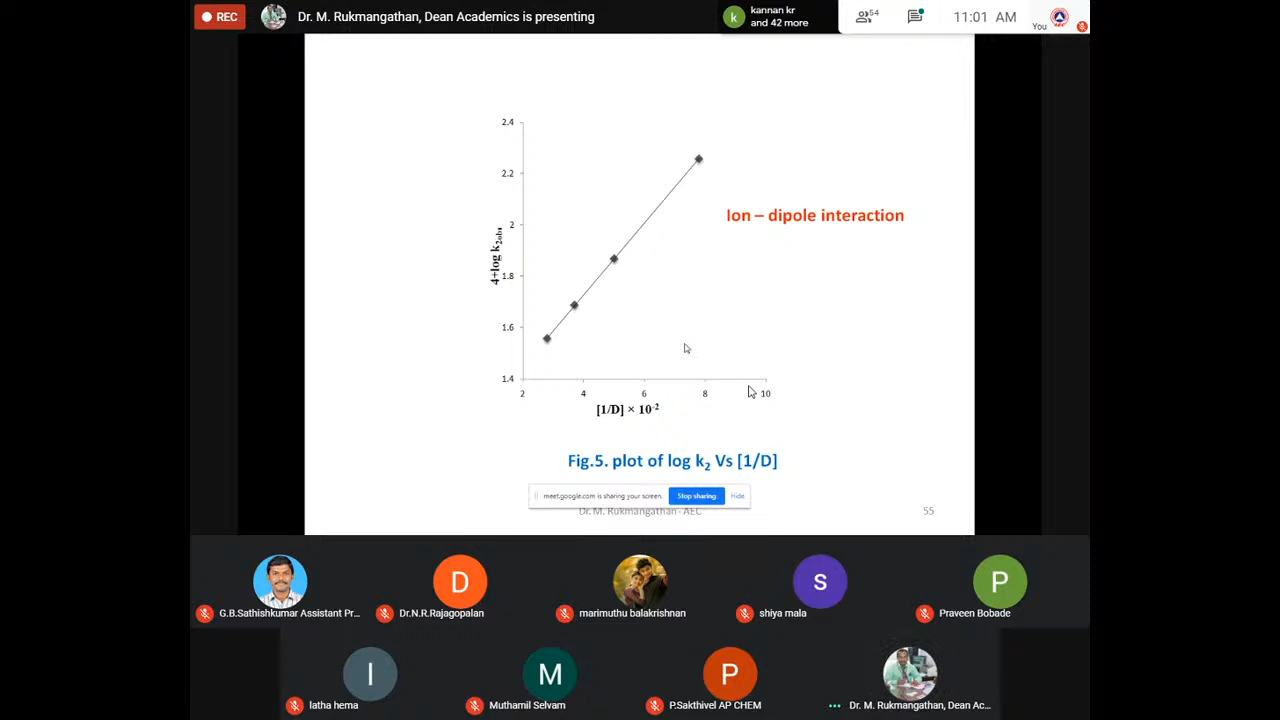 REC
Dr. M. Rukmangathan, Dean Academics is presenting
k
kannan kr
and 42 more
54
11:01 AM
You
2.4
2.2
2
1.8
1.6
1.4
4+log k2obs
Ion – dipole interaction
2 4 6 8 10
[1/D] × 10-2
Fig.5. plot of log k2 Vs [1/D]
meet.google.com is sharing your screen. Stop sharing Hide
Dr. M. Rukmangathan - AEC
55
G.B.Sathishkumar Assistant Pr...
D
Dr.N.R.Rajagopalan
marimuthu balakrishnan
s
shiya mala
P
Praveen Bobade
l
latha hema
M
Muthamil Selvam
P
P.Sakthivel AP CHEM
Dr. M. Rukmangathan, Dean Ac...